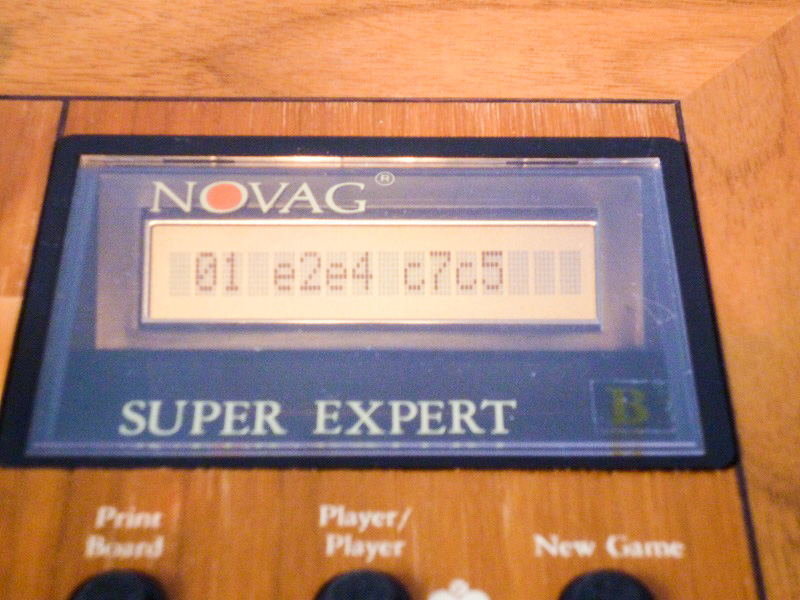 NOVAG®
01 e2e4 c7c5
SUPER EXPERT
B
Print Board
Player/ Player
New Game